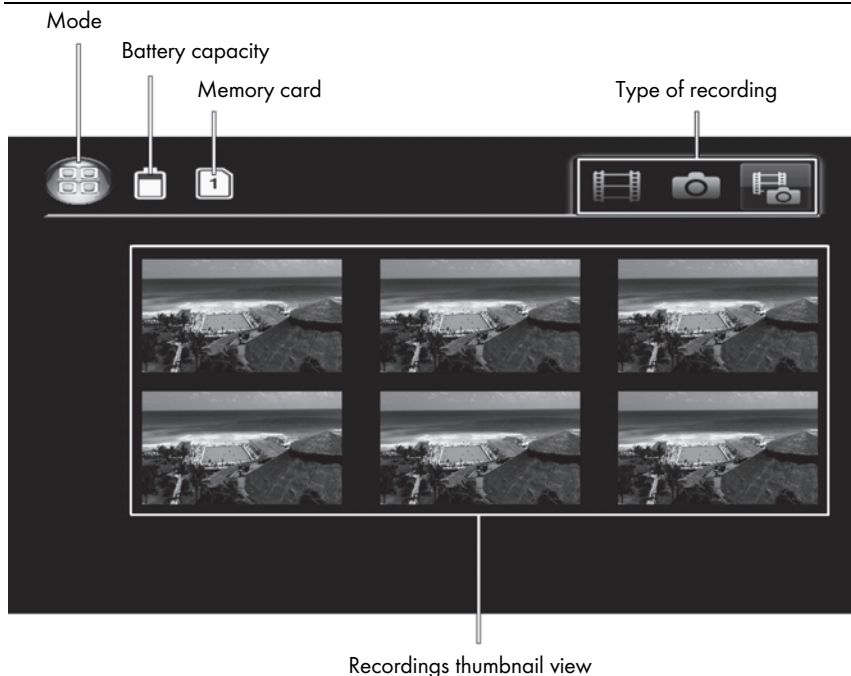 Mode
Battery capacity
Memory card
Type of recording
1
Recordings thumbnail view